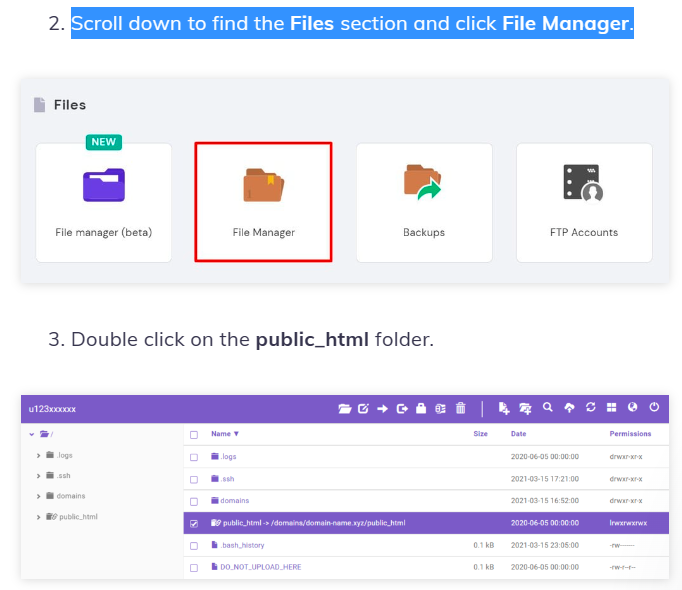 2. Scroll down to find the Files section and click File Manager.
Files
NEW
File manager (beta)
File Manager
Backups
FTP Accounts
3. Double click on the public_html folder.
u123xxxxxx
/
.logs
.ssh
domains
public_html
Name ▼ Size Date Permissions
.logs 2020-06-05 00:00:00 drwxr-xr-x
.ssh 2021-03-15 17:21:00 drwxr-xr-x
domains 2021-03-15 16:52:00 drwxr-xr-x
public_html -> /domains/domain-name.xyz/public_html 2020-06-05 00:00:00 lrwxrwxrwx
.bash_history 0.1 kB 2021-03-15 23:05:00 -rw-------
DO_NOT_UPLOAD_HERE 0.1 kB 2020-06-05 00:00:00 -rw-r--r--